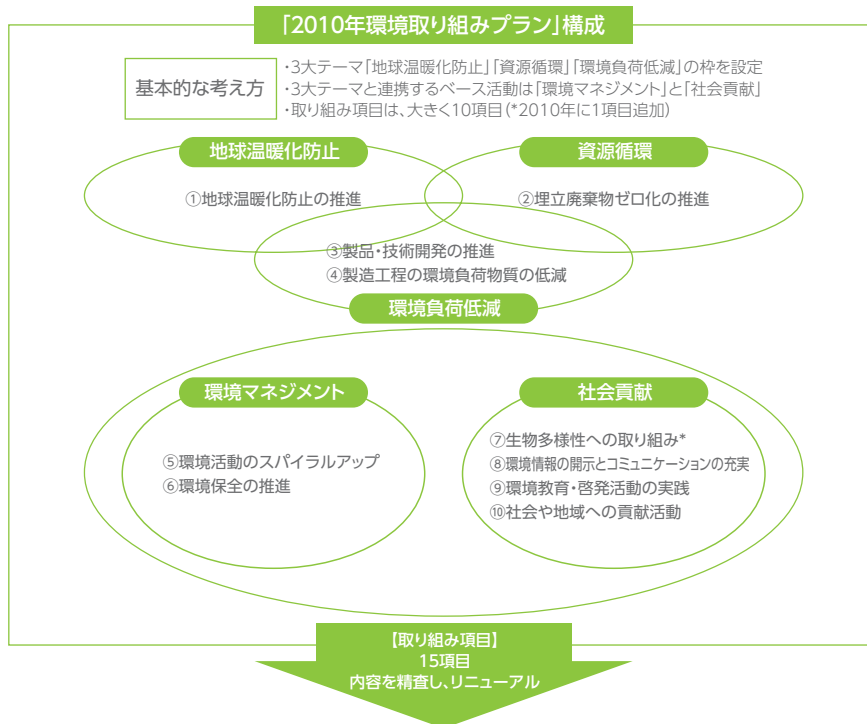 「2010年環境取り組みプラン」構成
基本的な考え方
・3大テーマ「地球温暖化防止」「資源循環」「環境負荷低減」の枠を設定
・3大テーマと連携するベース活動は「環境マネジメント」と「社会貢献」
・取り組み項目は、大きく10項目（*2010年に1項目追加）
地球温暖化防止
資源循環
①地球温暖化防止の推進
②埋立廃棄物ゼロ化の推進
③製品・技術開発の推進
④製造工程の環境負荷物質の低減
環境負荷低減
環境マネジメント
社会貢献
⑤環境活動のスパイラルアップ
⑥環境保全の推進
⑦生物多様性への取り組み*
⑧環境情報の開示とコミュニケーションの充実
⑨環境教育・啓発活動の実践
⑩社会や地域への貢献活動
【取り組み項目】
15項目
内容を精査し、リニューアル